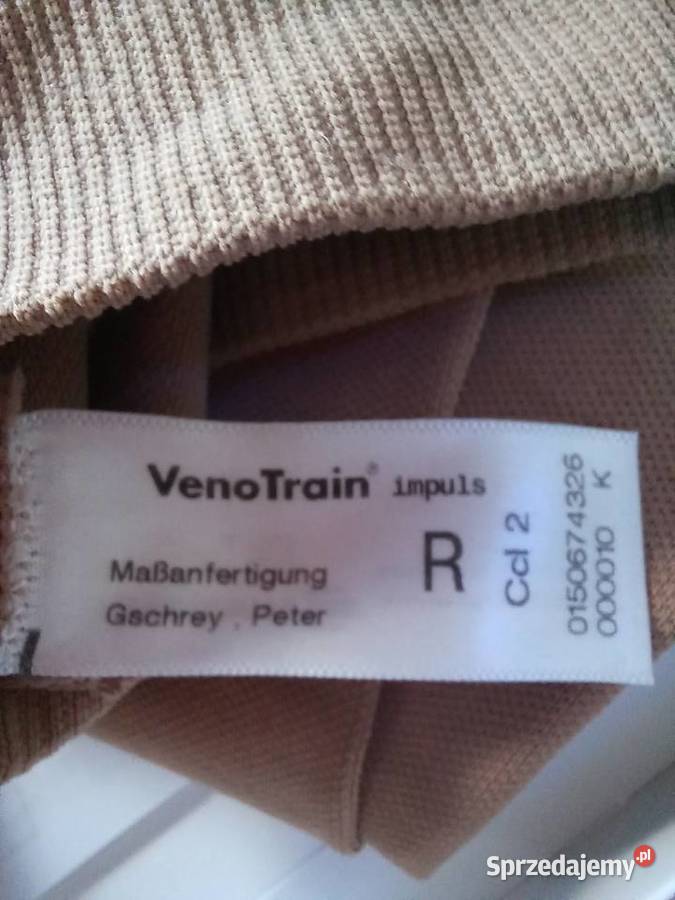 VenoTrain® impuls
Maßanfertigung
Gschrey , Peter
R
Ccl 2
0150674326
000010 K
Sprzedajemy.pl